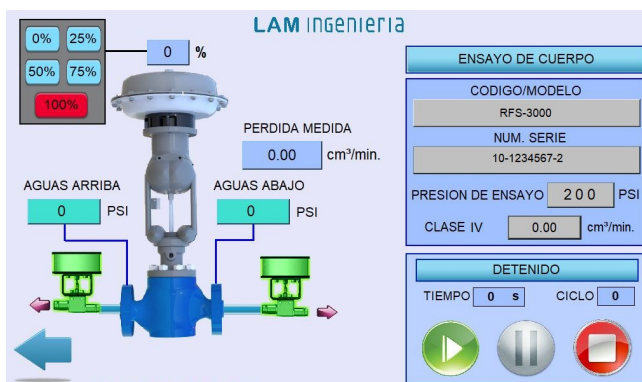 LAM INGENIERIA
0% 25%
50% 75%
100%
0 %
PERDIDA MEDIDA
0.00 cm³/min.
AGUAS ARRIBA
0 PSI
AGUAS ABAJO
0 PSI
ENSAYO DE CUERPO
CODIGO/MODELO
RFS-3000
NUM. SERIE
10-1234567-2
PRESION DE ENSAYO 200 PSI
CLASE IV 0.00 cm³/min.
DETENIDO
TIEMPO 0 s CICLO 0